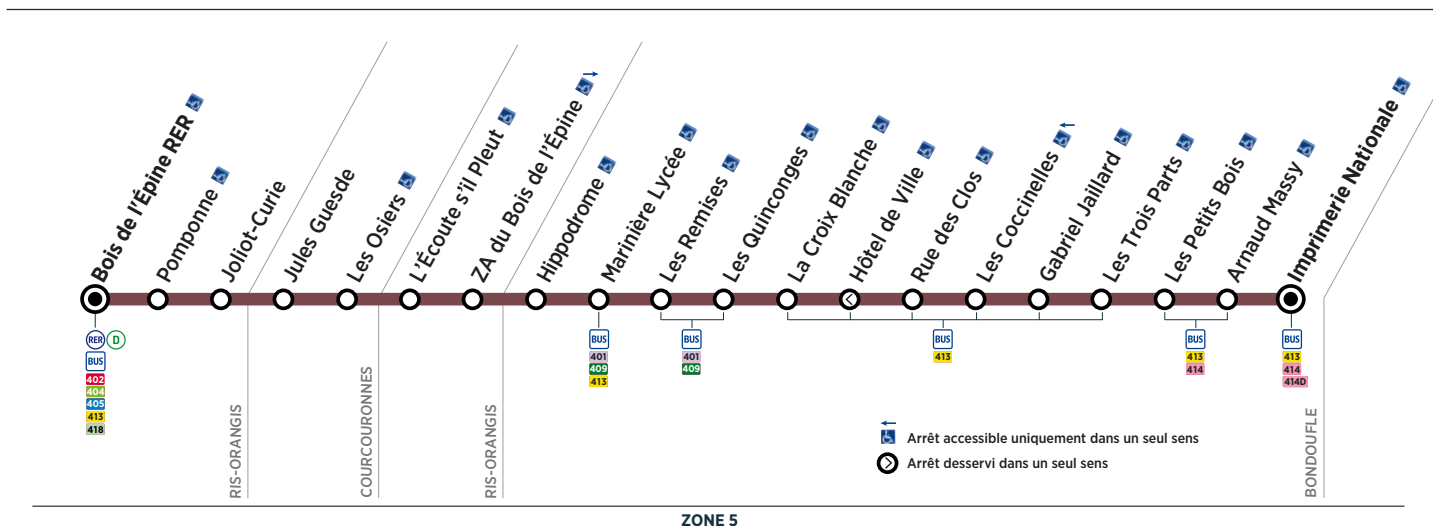 Bois de l'Épine RER
Pomponne
Joliot-Curie
Jules Guesde
Les Osiers
L'Écoute s'il Pleut
ZA du Bois de l'Épine
Hippodrome
Marinière Lycée
Les Remises
Les Quinconges
La Croix Blanche
Hôtel de Ville
Rue des Clos
Les Coccinelles
Gabriel Jaillard
Les Trois Parts
Les Petits Bois
Arnaud Massy
Imprimerie Nationale
RER D
BUS
402
404
405
413
418
BUS
401
409
413
BUS
401
409
BUS
413
BUS
413
414
BUS
413
414
414D
RIS-ORANGIS
COURCOURONNES
RIS-ORANGIS
BONDOUFLE
Arrêt accessible uniquement dans un seul sens
Arrêt desservi dans un seul sens
ZONE 5